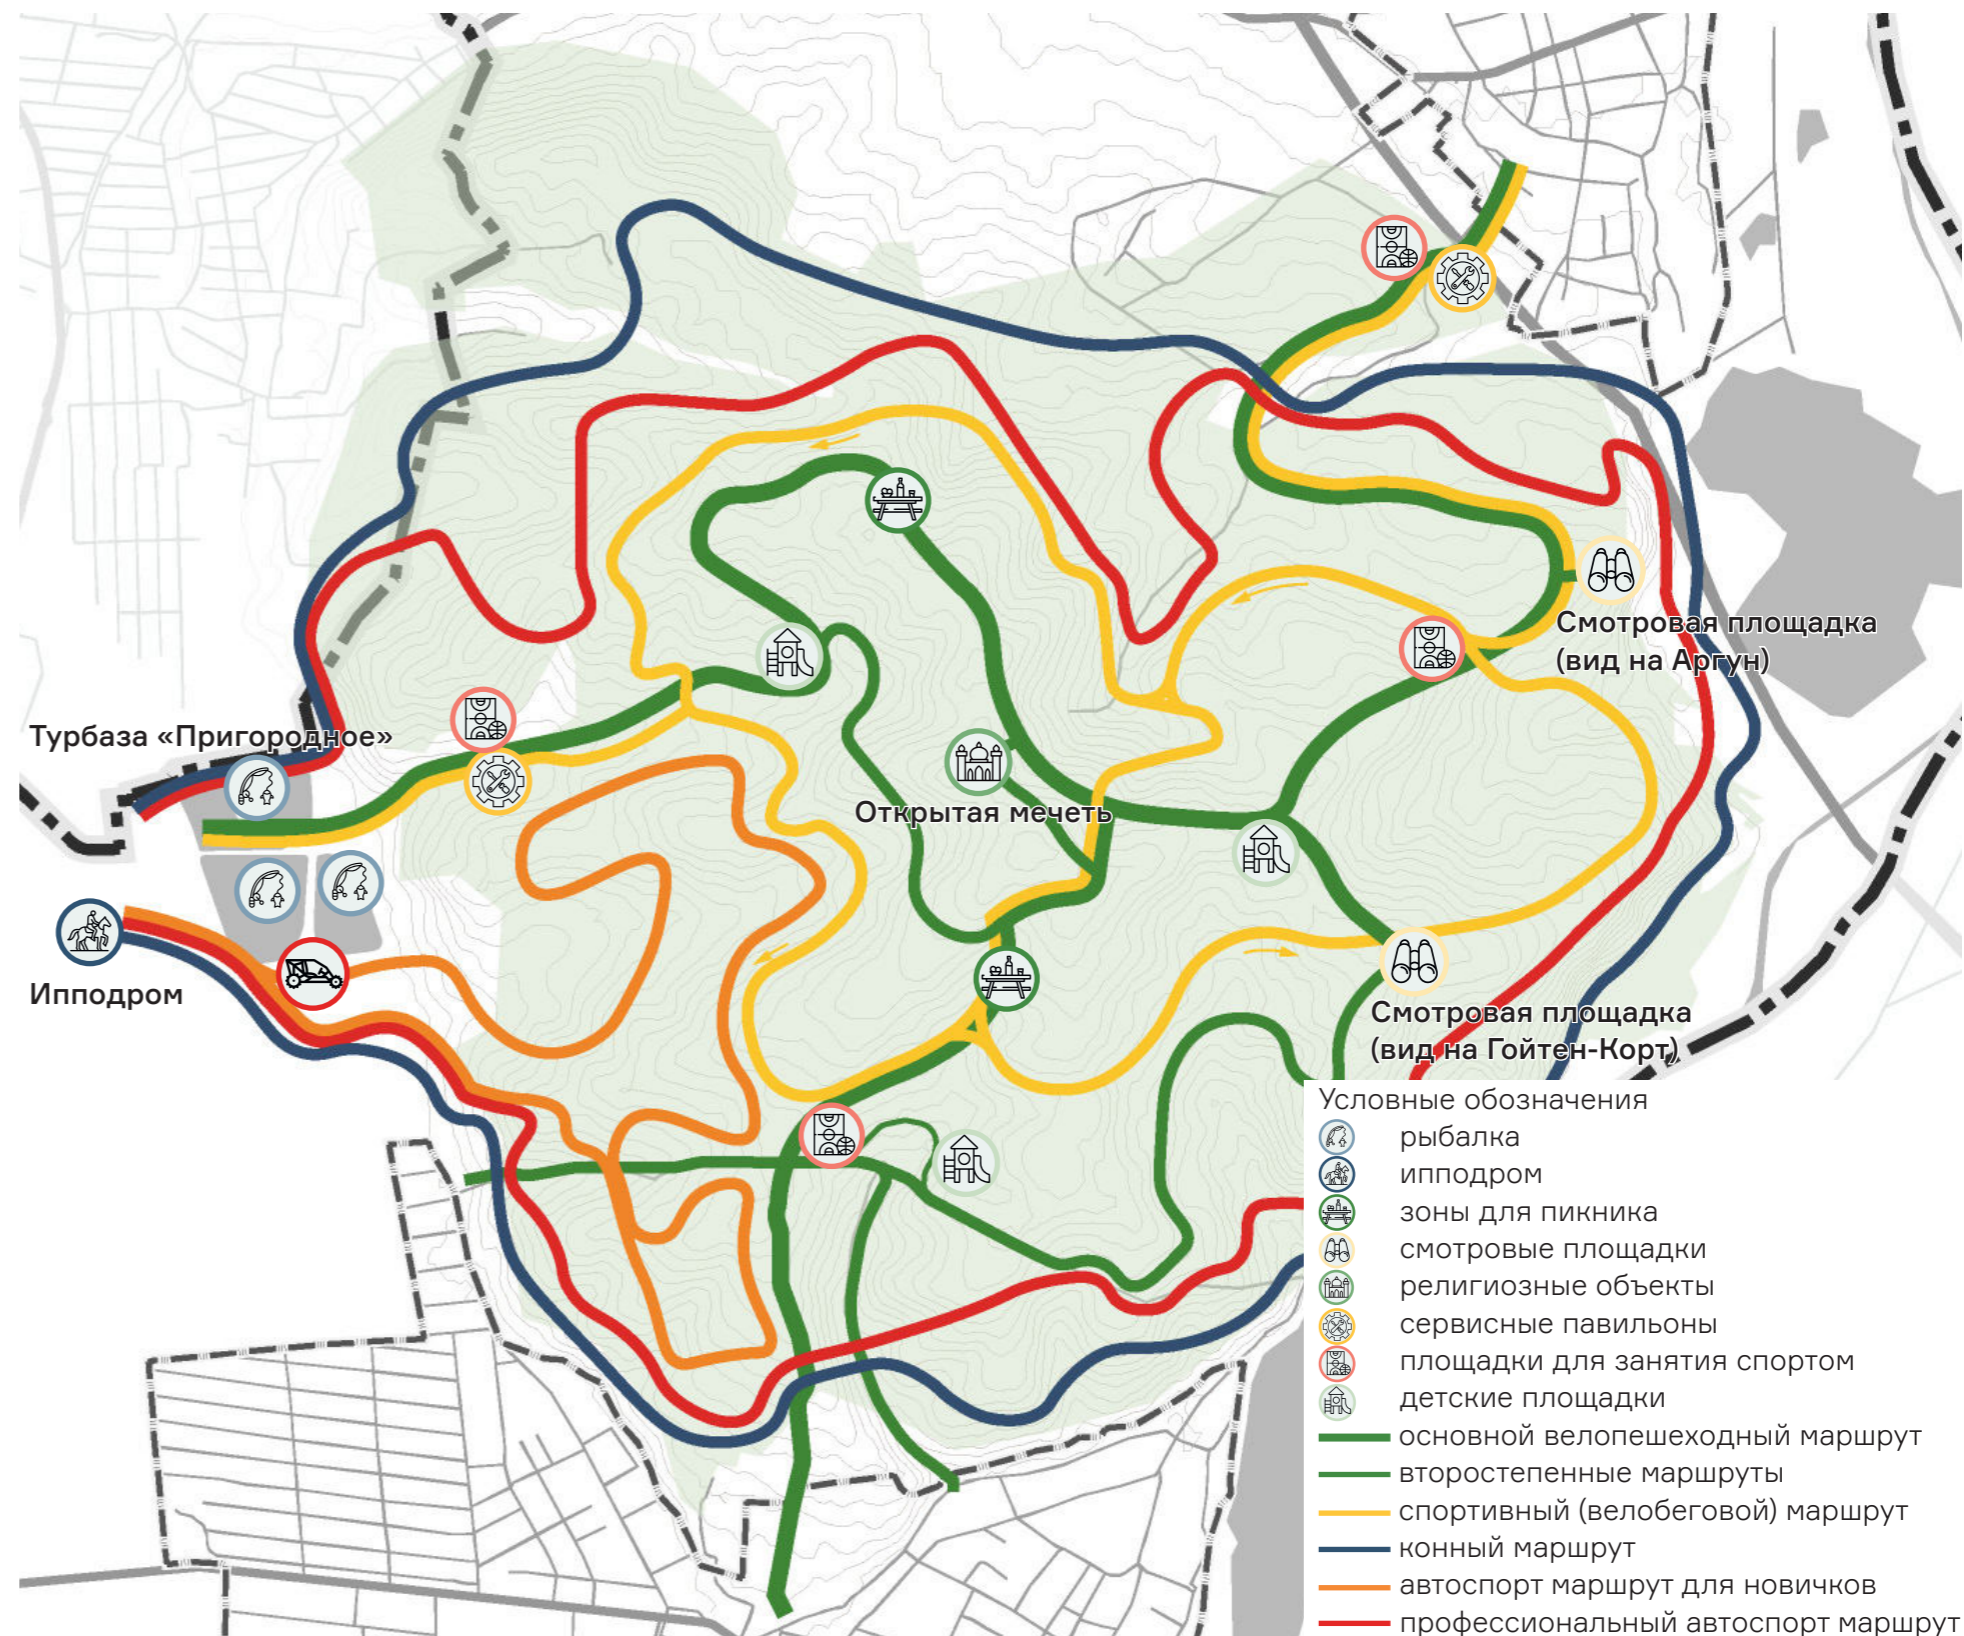 Смотровая площадка
(вид на Аргун)
Турбаза «Пригородное»
Открытая мечеть
Ипподром
Смотровая площадка
(вид на Гойтен-Корт)
Условные обозначения
рыбалка
ипподром
зоны для пикника
смотровые площадки
религиозные объекты
сервисные павильоны
площадки для занятия спортом
детские площадки
основной велопешеходный маршрут
второстепенные маршруты
спортивный (велобеговой) маршрут
конный маршрут
автоспорт маршрут для новичков
профессиональный автоспорт маршрут